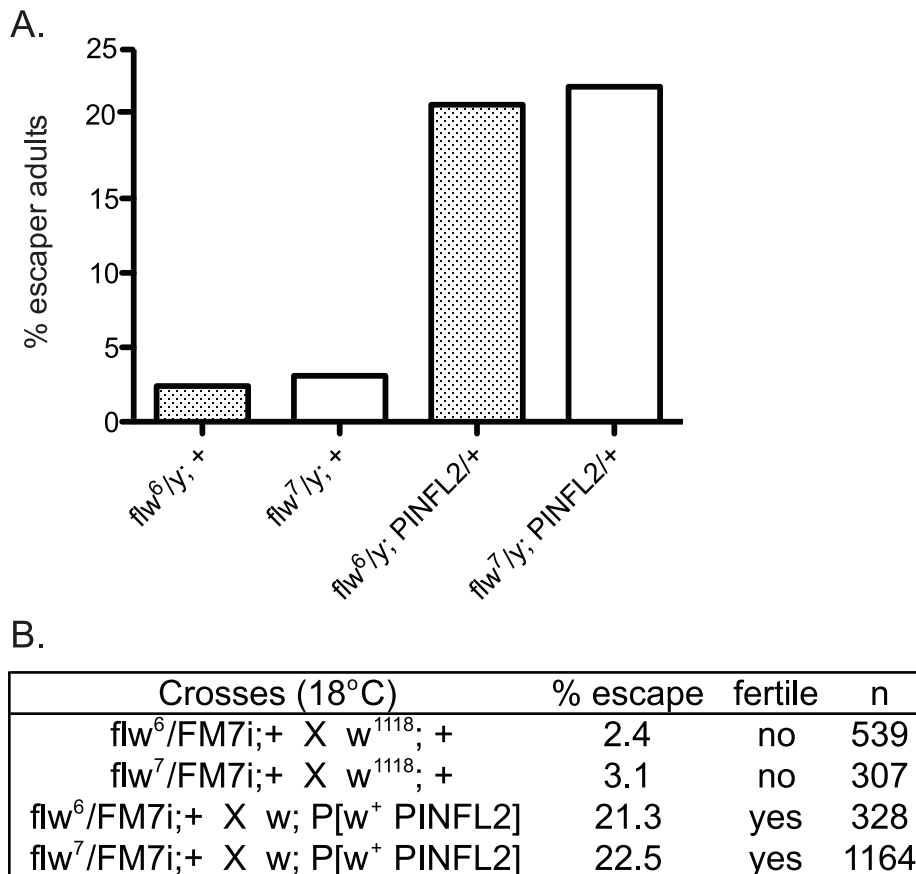 A.
% escaper adults
25
20
15
10
5
0
flw⁶/y; +
flw⁷/y; +
flw⁶/y; PINFL2/+
flw⁷/y; PINFL2/+
B.
Crosses (18°C) % escape fertile n
flw⁶/FM7i;+ X w¹¹¹⁸; + 2.4 no 539
flw⁷/FM7i;+ X w¹¹¹⁸; + 3.1 no 307
flw⁶/FM7i;+ X w; P[w⁺ PINFL2] 21.3 yes 328
flw⁷/FM7i;+ X w; P[w⁺ PINFL2] 22.5 yes 1164